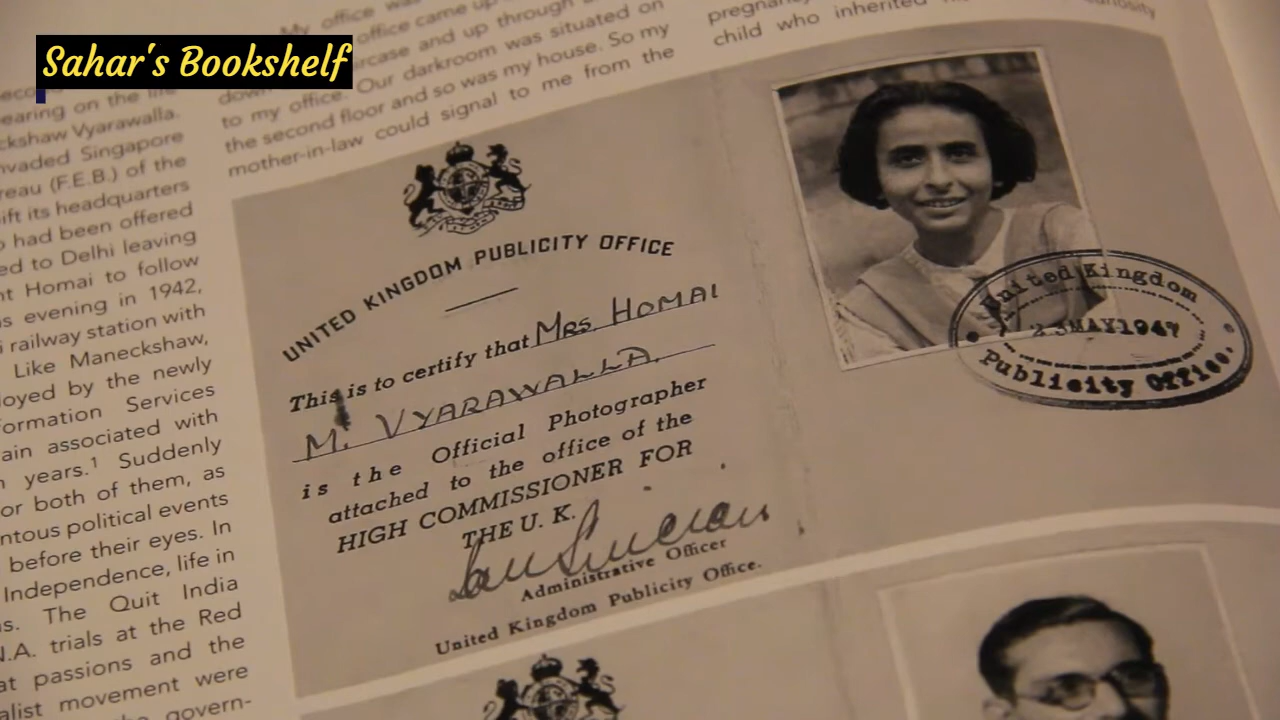 Sahar's Bookshelf
My office was
office came up
rcase and up through
down
Our darkroom was situated on
to my office.
the second floor and so was my house. So my
mother-in-law could signal to me from the
child who inherited
earing on the
ckshaw Vyarawalla.
nvaded Singapore
reau (F.E.B.) of the
ift its headquarters
o had been offered
ed to Delhi leaving
nt Homai to follow
s evening in 1942,
i railway station with
Like Maneckshaw,
loyed by the newly
formation Services
ain associated with
n years.¹ Suddenly
or both of them, as
ntous political events
before their eyes. In
Independence, life in
s. The Quit India
N.A. trials at the Red
at passions and the
alist movement were
govern-
UNITED KINGDOM PUBLICITY OFFICE
This is to certify that MRS HOMAI
M. VYARAWALLA.
is the Official Photographer
attached to the office of the
HIGH COMMISSIONER FOR
THE U. K.
Administrative Officer
United Kingdom Publicity Office.
United Kingdom
23 MAY 1947
Publicity Office.